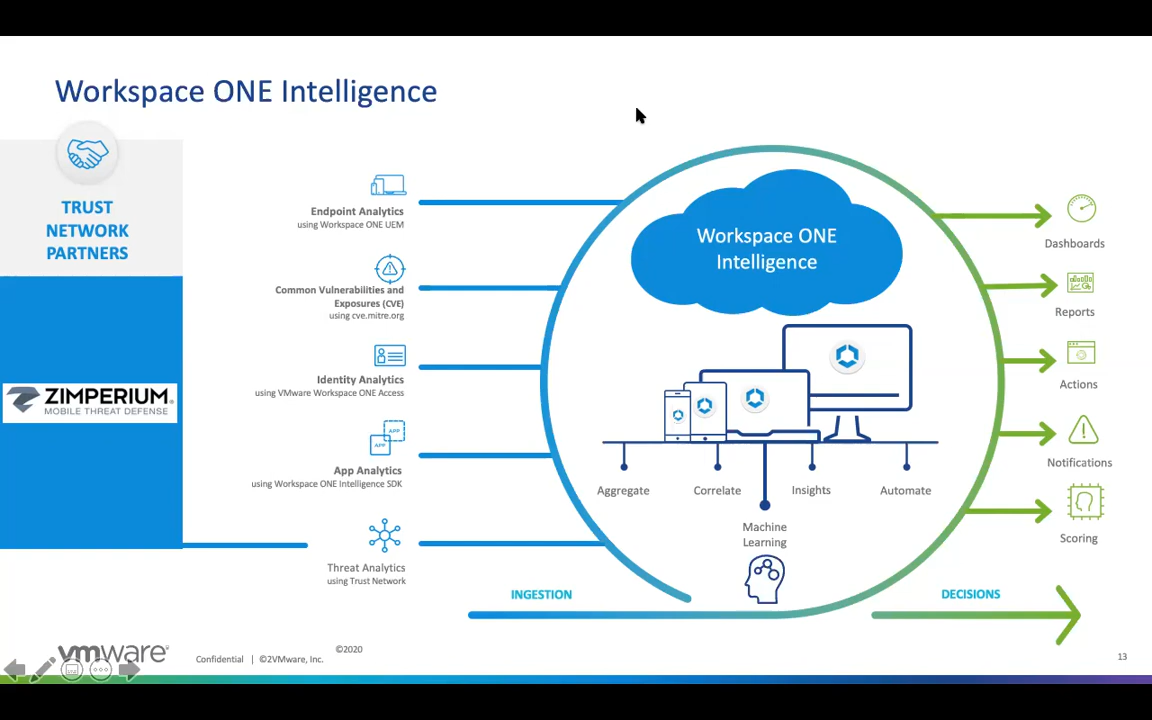 Workspace ONE Intelligence
TRUST
NETWORK
PARTNERS
ZIMPERIUM®
MOBILE THREAT DEFENSE
Endpoint Analytics
using Workspace ONE UEM
Common Vulnerabilities and
Exposures (CVE)
using cve.mitre.org
Identity Analytics
using VMware Workspace ONE Access
APP
APP
App Analytics
using Workspace ONE Intelligence SDK
Threat Analytics
using Trust Network
Workspace ONE
Intelligence
Aggregate
Correlate
Insights
Automate
Machine
Learning
INGESTION
DECISIONS
Dashboards
Reports
Actions
Notifications
Scoring
vmware®
Confidential | ©2VMware, Inc.
©2020
13